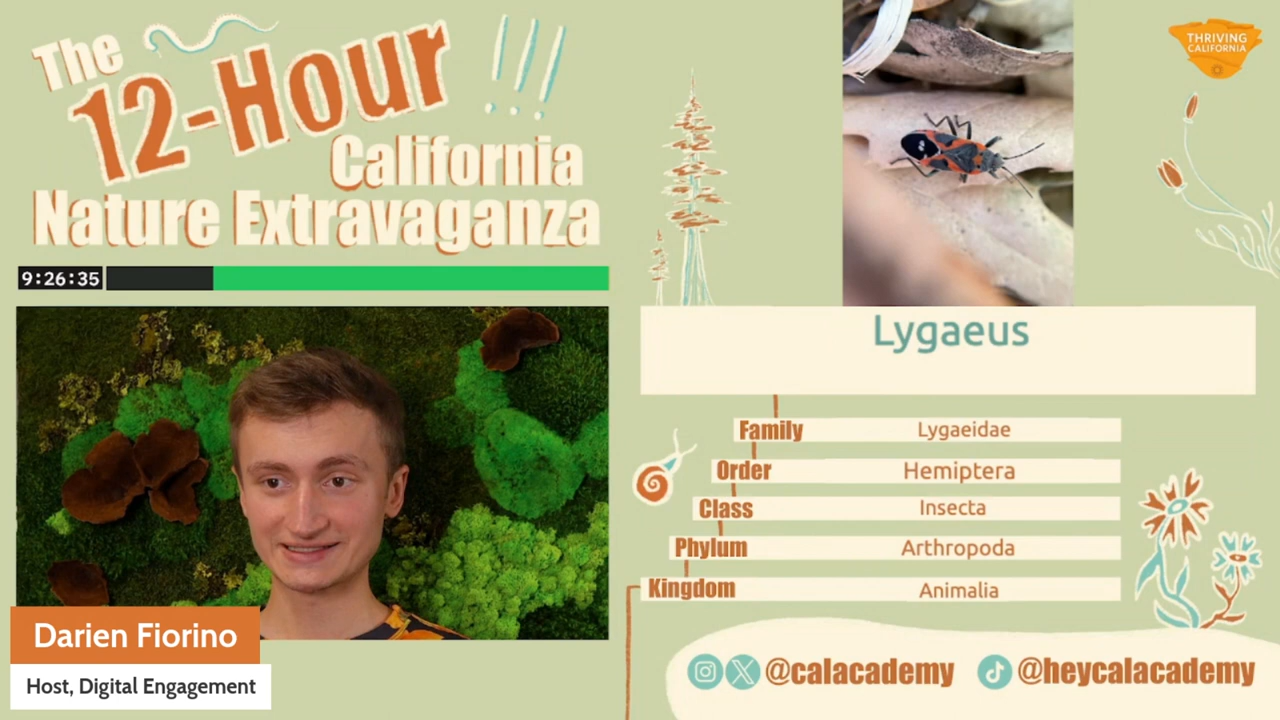 The
12-Hour
!!!
California
Nature Extravaganza
9:26:35
THRIVING
CALIFORNIA
Lygaeus
Family Lygaeidae
Order Hemiptera
Class Insecta
Phylum Arthropoda
Kingdom Animalia
Darien Fiorino
Host, Digital Engagement
@calacademy @heycalacademy